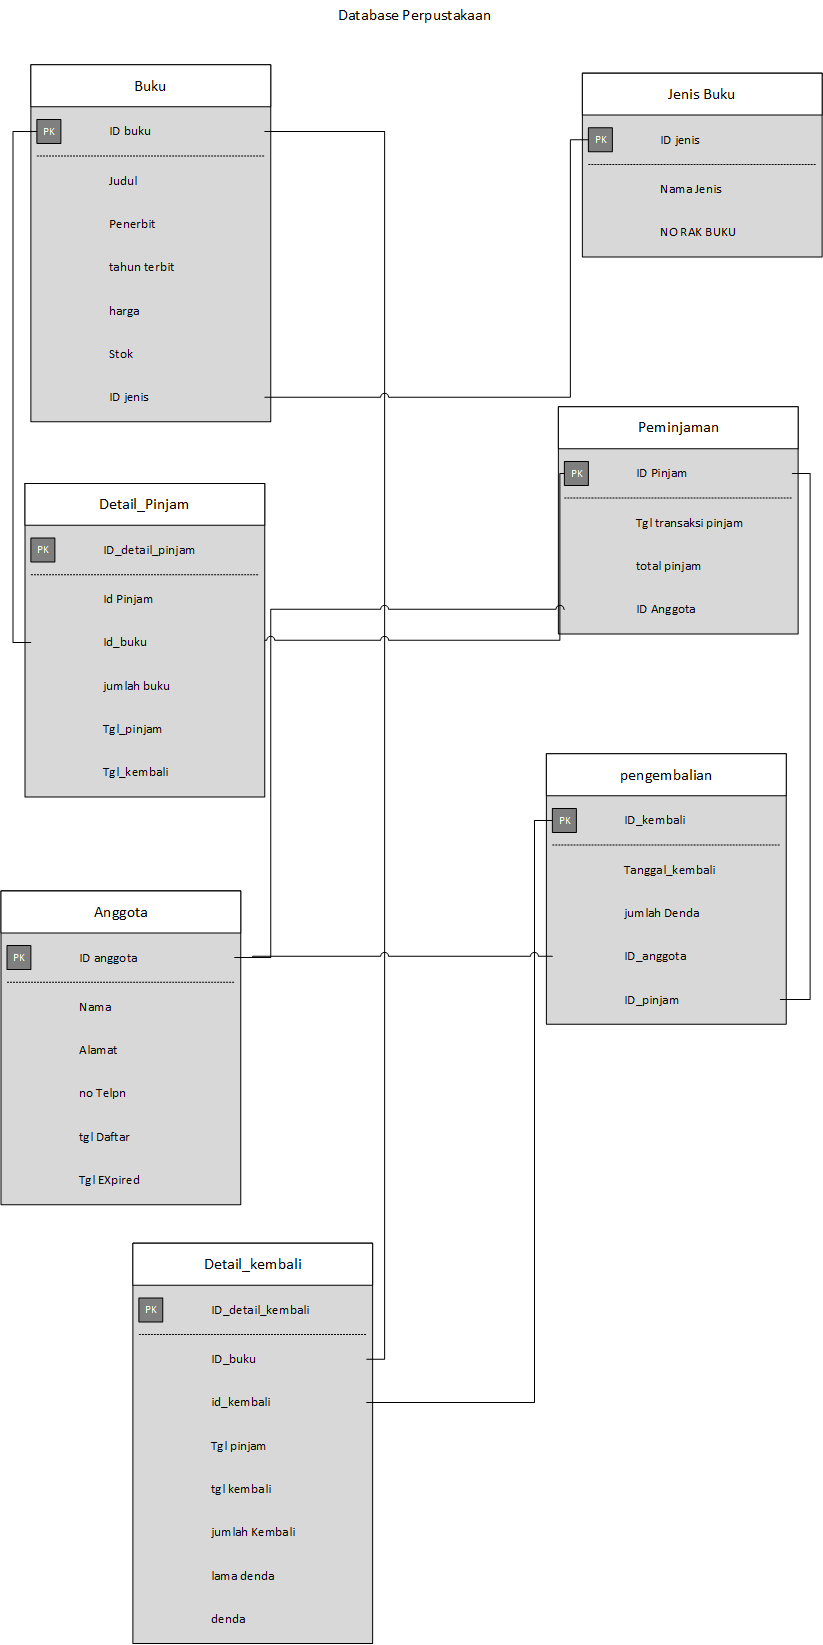 Database Perpustakaan
Buku
PK ID buku
Judul
Penerbit
tahun terbit
harga
Stok
ID jenis
Jenis Buku
PK ID jenis
Nama Jenis
NO RAK BUKU
Peminjaman
PK ID Pinjam
Tgl transaksi pinjam
total pinjam
ID Anggota
Detail_Pinjam
PK ID_detail_pinjam
Id Pinjam
Id_buku
jumlah buku
Tgl_pinjam
Tgl_kembali
pengembalian
PK ID_kembali
Tanggal_kembali
jumlah Denda
ID_anggota
ID_pinjam
Anggota
PK ID anggota
Nama
Alamat
no Telpn
tgl Daftar
Tgl EXpired
Detail_kembali
PK ID_detail_kembali
ID_buku
id_kembali
Tgl pinjam
tgl kembali
jumlah Kembali
lama denda
denda